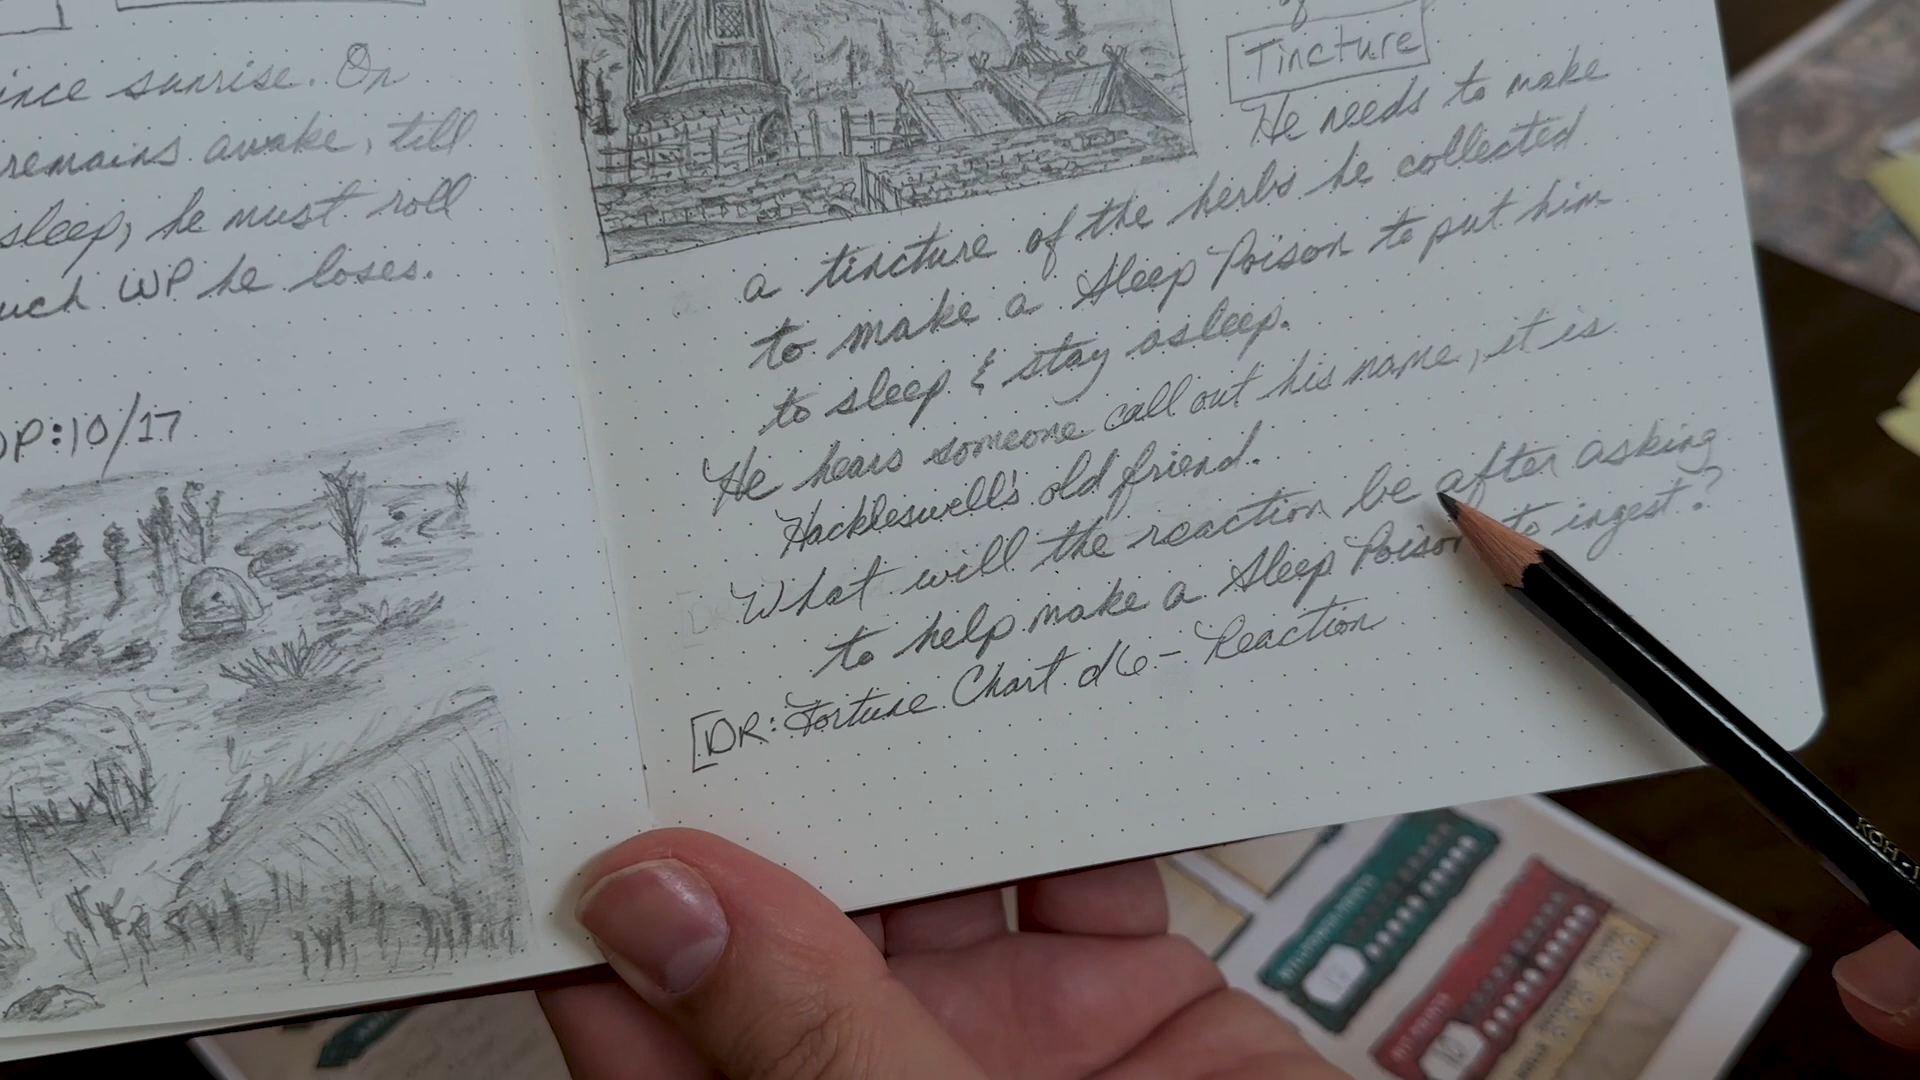 ince sunrise. On
remains awake, till
sleep, he must roll
uch WP he loses.
P:10/17
of
Tincture
He needs to make
a tincture of the herbs he collected
to make a Sleep Poison to put him
to sleep & stay asleep.
He hears someone call out his name, it is
Hackleswell's old friend.
What will the reaction be after asking
to help make a Sleep Poison to ingest?
[DR: Fortune Chart d6 - Reaction
KOH-I